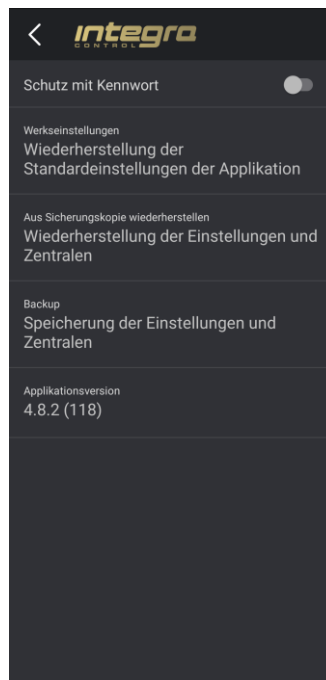 integra
CONTROL
Schutz mit Kennwort
Werkseinstellungen
Wiederherstellung der
Standardeinstellungen der Applikation
Aus Sicherungskopie wiederherstellen
Wiederherstellung der Einstellungen und
Zentralen
Backup
Speicherung der Einstellungen und
Zentralen
Applikationsversion
4.8.2 (118)